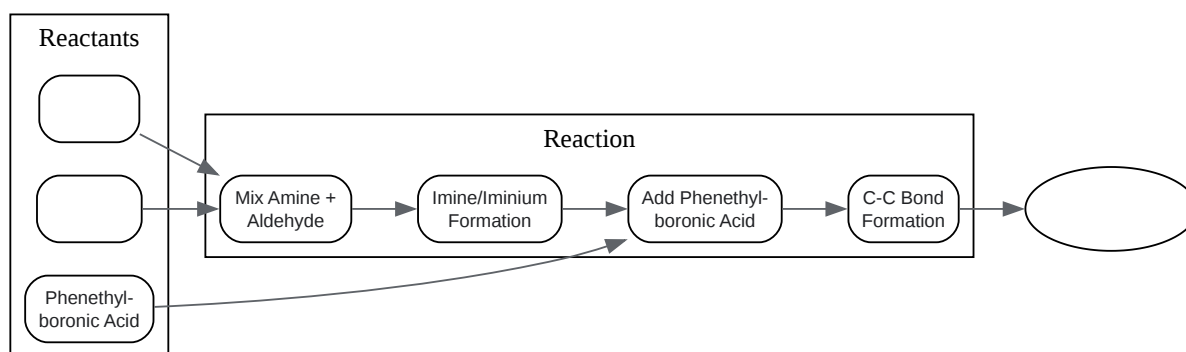 Reactants
Reaction
Mix Amine +
Aldehyde
Imine/Iminium
Formation
Add Phenethyl-
boronic Acid
C-C Bond
Formation
Phenethyl-
boronic Acid